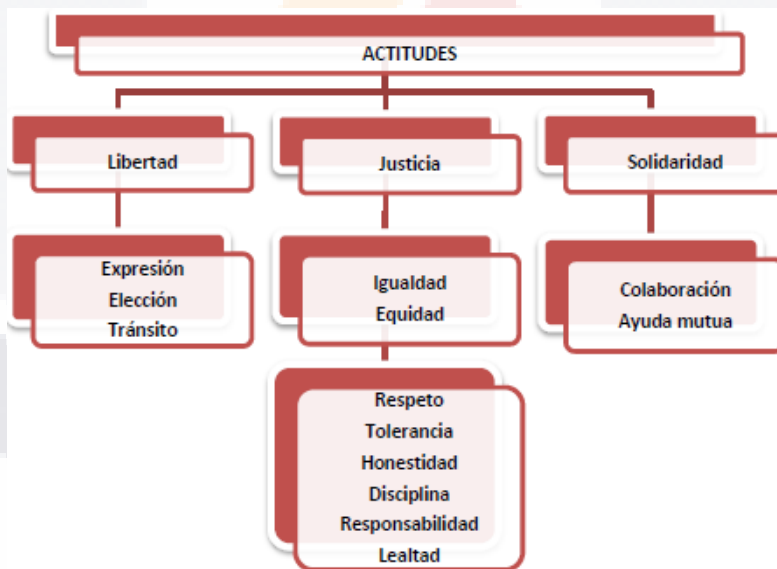 ACTITUDES
Libertad
Justicia
Solidaridad
Expresión
Elección
Tránsito
Igualdad
Equidad
Colaboración
Ayuda mutua
Respeto
Tolerancia
Honestidad
Disciplina
Responsabilidad
Lealtad